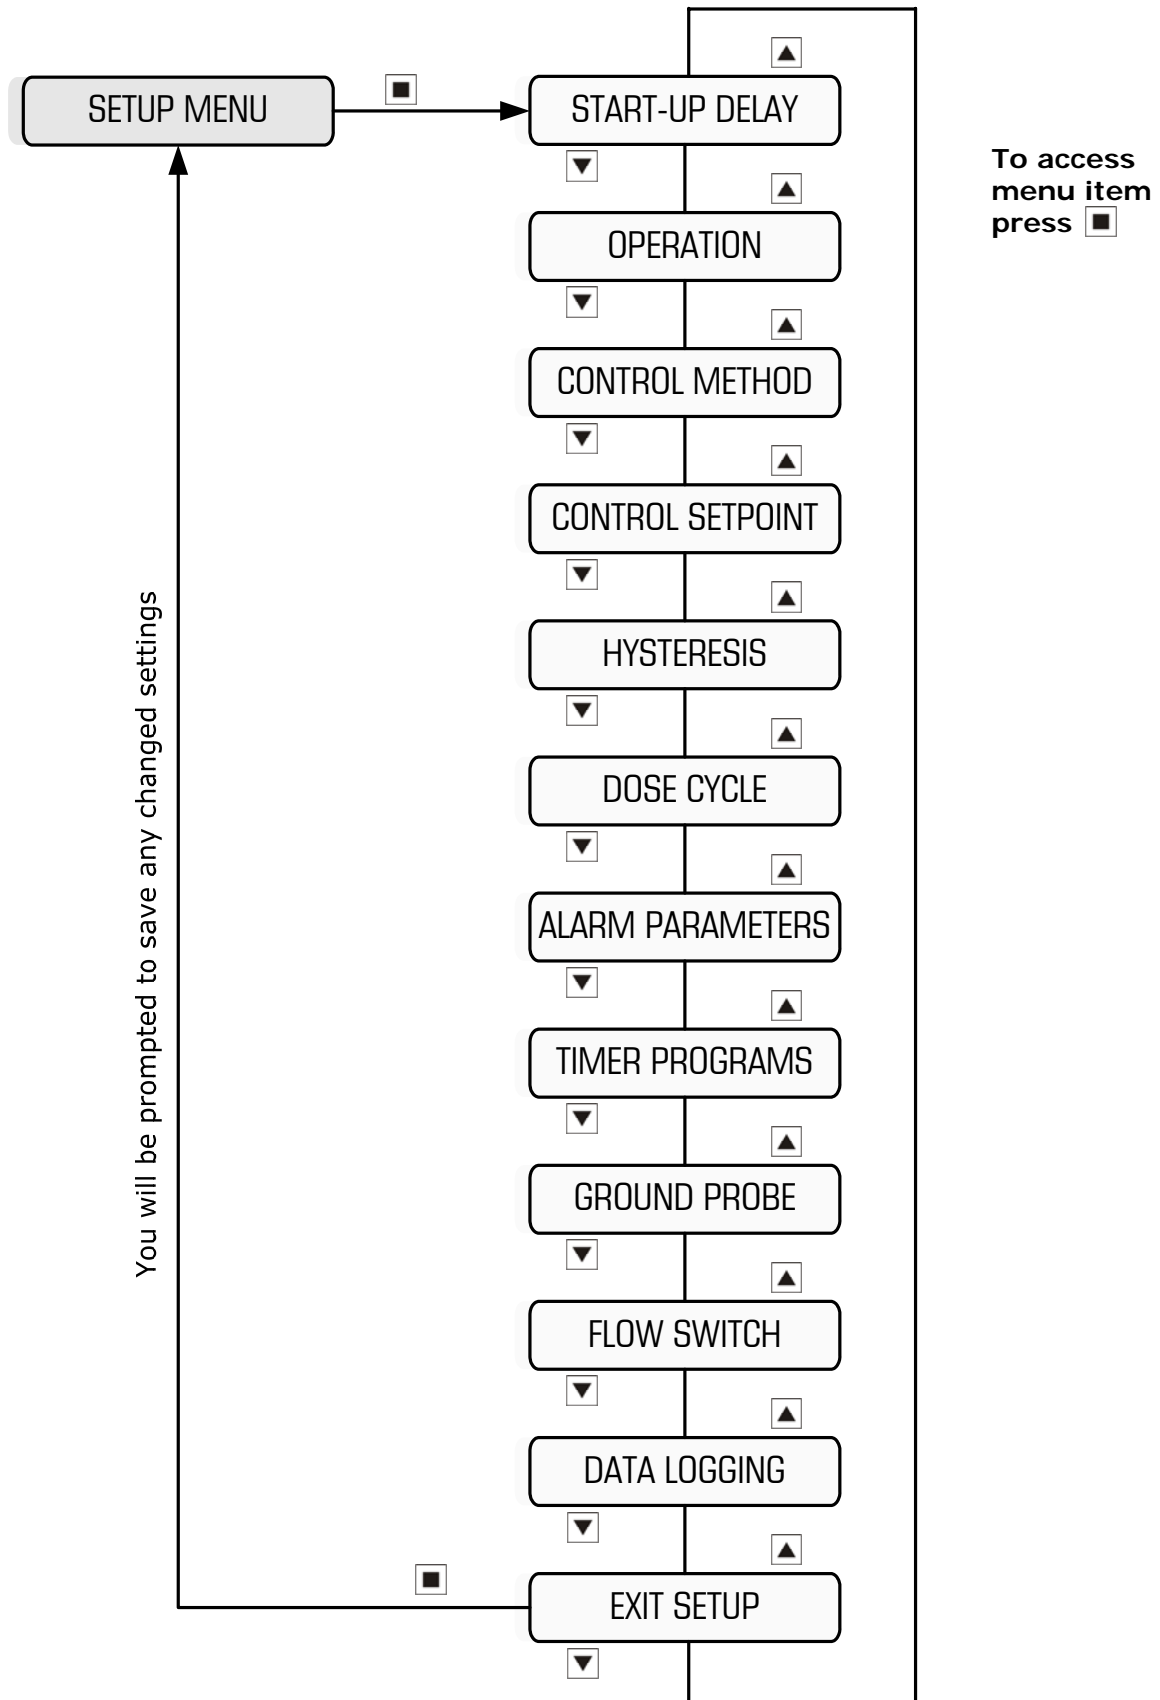 SETUP MENU
START-UP DELAY
To access
menu item
press
OPERATION
CONTROL METHOD
CONTROL SETPOINT
HYSTERESIS
DOSE CYCLE
ALARM PARAMETERS
TIMER PROGRAMS
GROUND PROBE
FLOW SWITCH
DATA LOGGING
EXIT SETUP
You will be prompted to save any changed settings